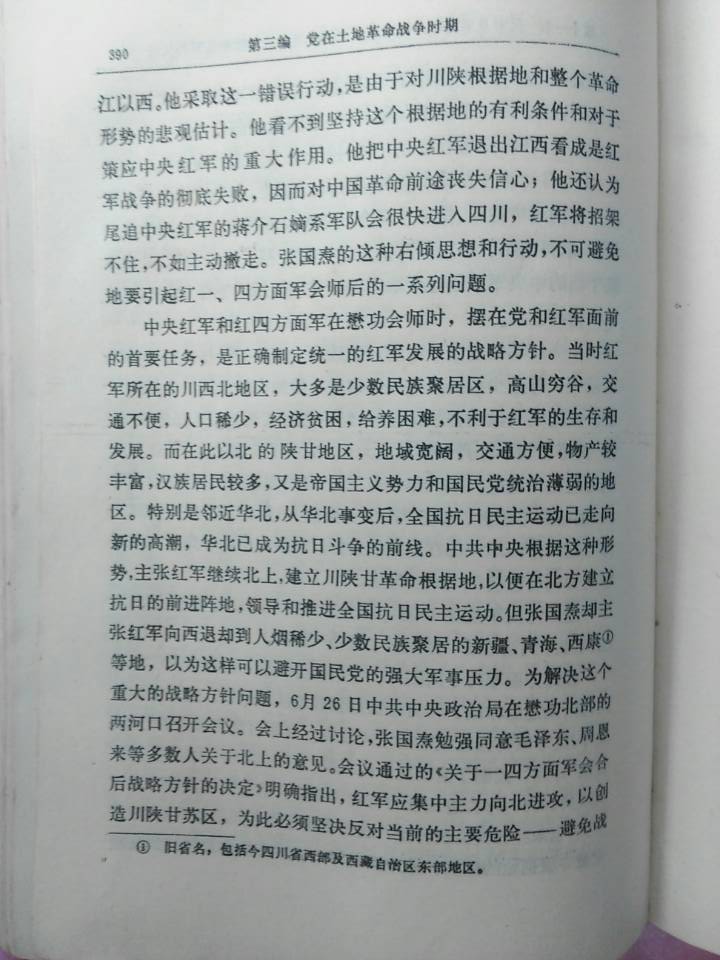 390
第三编 党在土地革命战争时期
江以西。他采取这一错误行动，是由于对川陕根据地和整个革命
形势的悲观估计。他看不到坚持这个根据地的有利条件和对于
策应中央红军的重大作用。他把中央红军退出江西看成是红
军战争的彻底失败，因而对中国革命前途丧失信心；他还认为
尾追中央红军的蒋介石嫡系军队会很快进入四川，红军将招架
不住，不如主动撤走。张国焘的这种右倾思想和行动，不可避免
地要引起红一、四方面军会师后的一系列问题。
中央红军和红四方面军在懋功会师时，摆在党和红军面前
的首要任务，是正确制定统一的红军发展的战略方针。当时红
军所在的川西北地区，大多是少数民族聚居区，高山穷谷，交
通不便，人口稀少，经济贫困，给养困难，不利于红军的生存和
发展。而在此以北的陕甘地区，地域宽阔，交通方便，物产较
丰富，汉族居民较多，又是帝国主义势力和国民党统治薄弱的地
区。特别是邻近华北，从华北事变后，全国抗日民主运动已走向
新的高潮，华北已成为抗日斗争的前线。中共中央根据这种形
势，主张红军继续北上，建立川陕甘革命根据地，以便在北方建立
抗日的前进阵地，领导和推进全国抗日民主运动。但张国焘却主
张红军向西退却到人烟稀少、少数民族聚居的新疆、青海、西康①
等地，以为这样可以避开国民党的强大军事压力。为解决这个
重大的战略方针问题，6月26日中共中央政治局在懋功北部的
两河口召开会议。会上经过讨论，张国焘勉强同意毛泽东、周恩
来等多数人关于北上的意见。会议通过的《关于一四方面军会合
后战略方针的决定》明确指出，红军应集中主力向北进攻，以创
造川陕甘苏区，为此必须坚决反对当前的主要危险——避免战
① 旧省名，包括今四川省西部及西藏自治区东部地区。